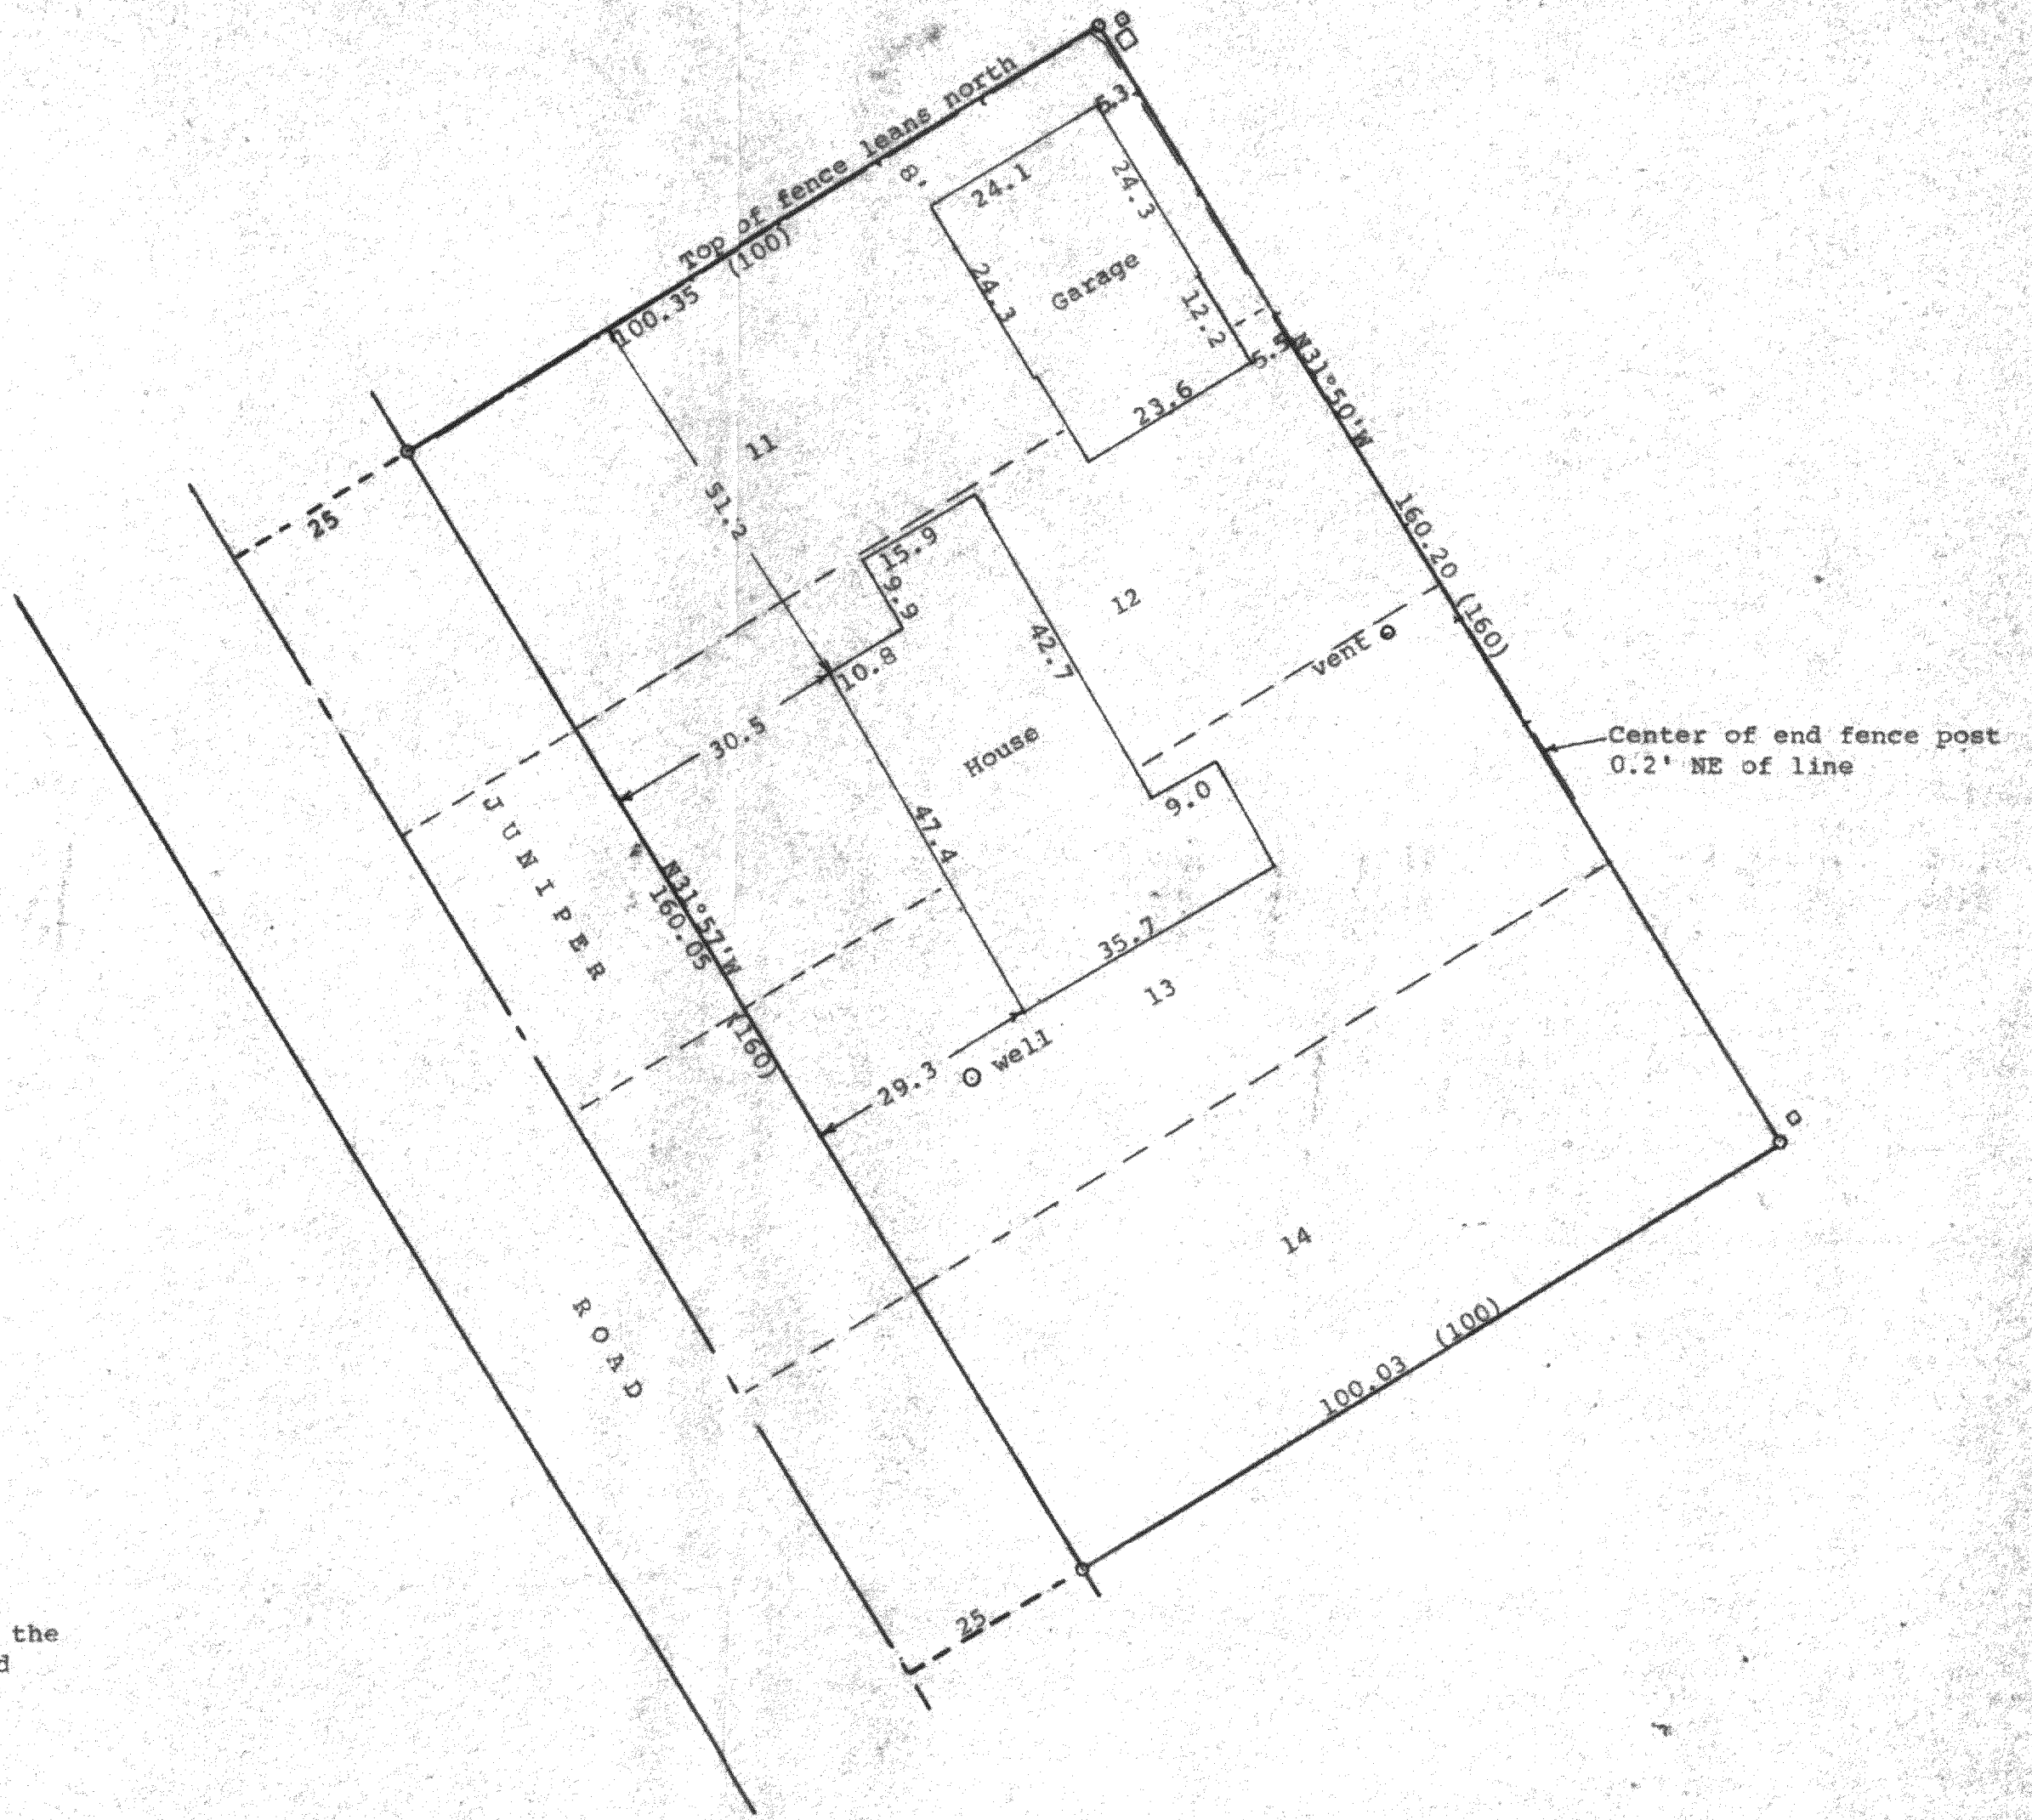 Top of fence leans north
(100)
100.35
8'
6.3
24.1
24.3
24.3
Garage
12.2
5.5
23.6
N31°50'W
160.20 (160)
25
11
51.2
15.9
9.9
10.8
42.7
12
vent
30.5
House
47.4
9.0
Center of end fence post
0.2' NE of line
JUNIPER
N31°57'W
160.05
(160)
35.7
13
29.3
well
14
ROAD
100.03 (100)
25
the
d